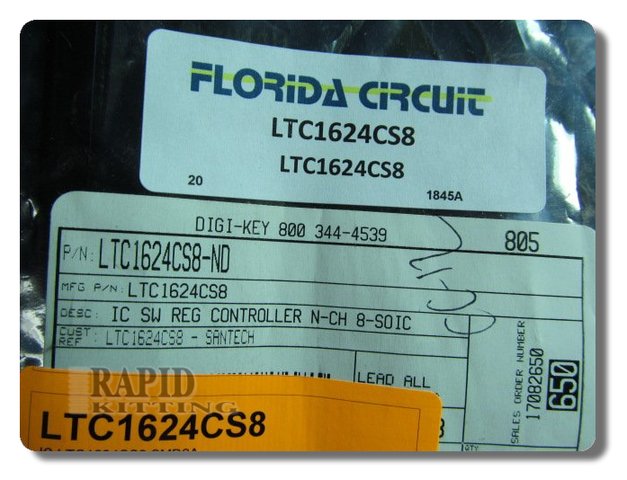 FLORIDA CIRCUIT
LTC1624CS8
LTC1624CS8
20 1845A
DIGI-KEY 800 344-4539 805
P/N: LTC1624CS8-ND
MFG P/N: LTC1624CS8
DESC: IC SW REG CONTROLLER N-CH 8-SOIC
CUST REF : LTC1624CS8 - SANTECH
LEAD ALL
SALES ORDER NUMBER
17082650
650
RAPID
KITTING
LTC1624CS8
QTY